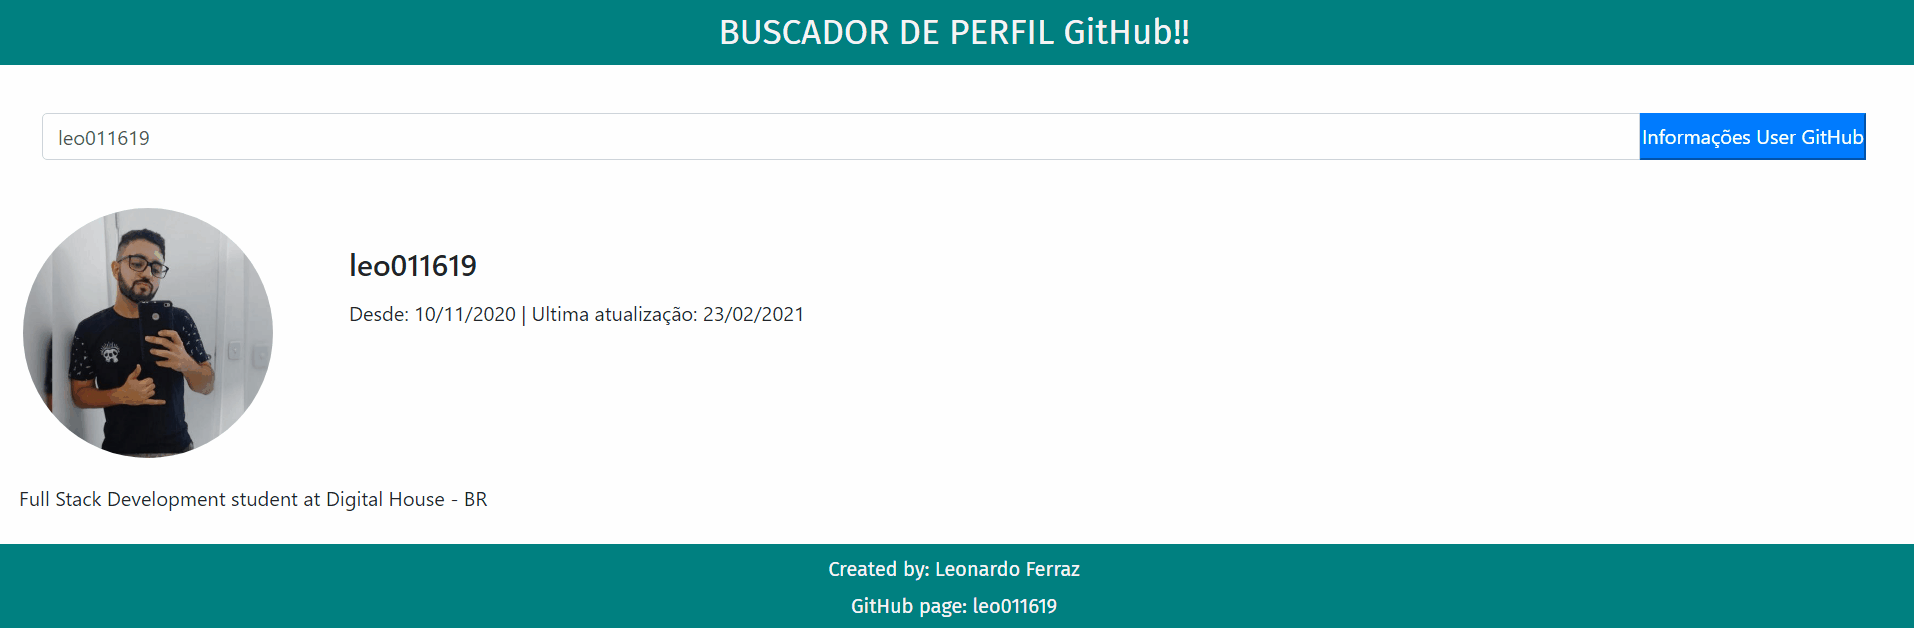 BUSCADOR DE PERFIL GitHub!!
leo011619
Informações User GitHub
leo011619
Desde: 10/11/2020 | Ultima atualização: 23/02/2021
Full Stack Development student at Digital House - BR
Created by: Leonardo Ferraz
GitHub page: leo011619